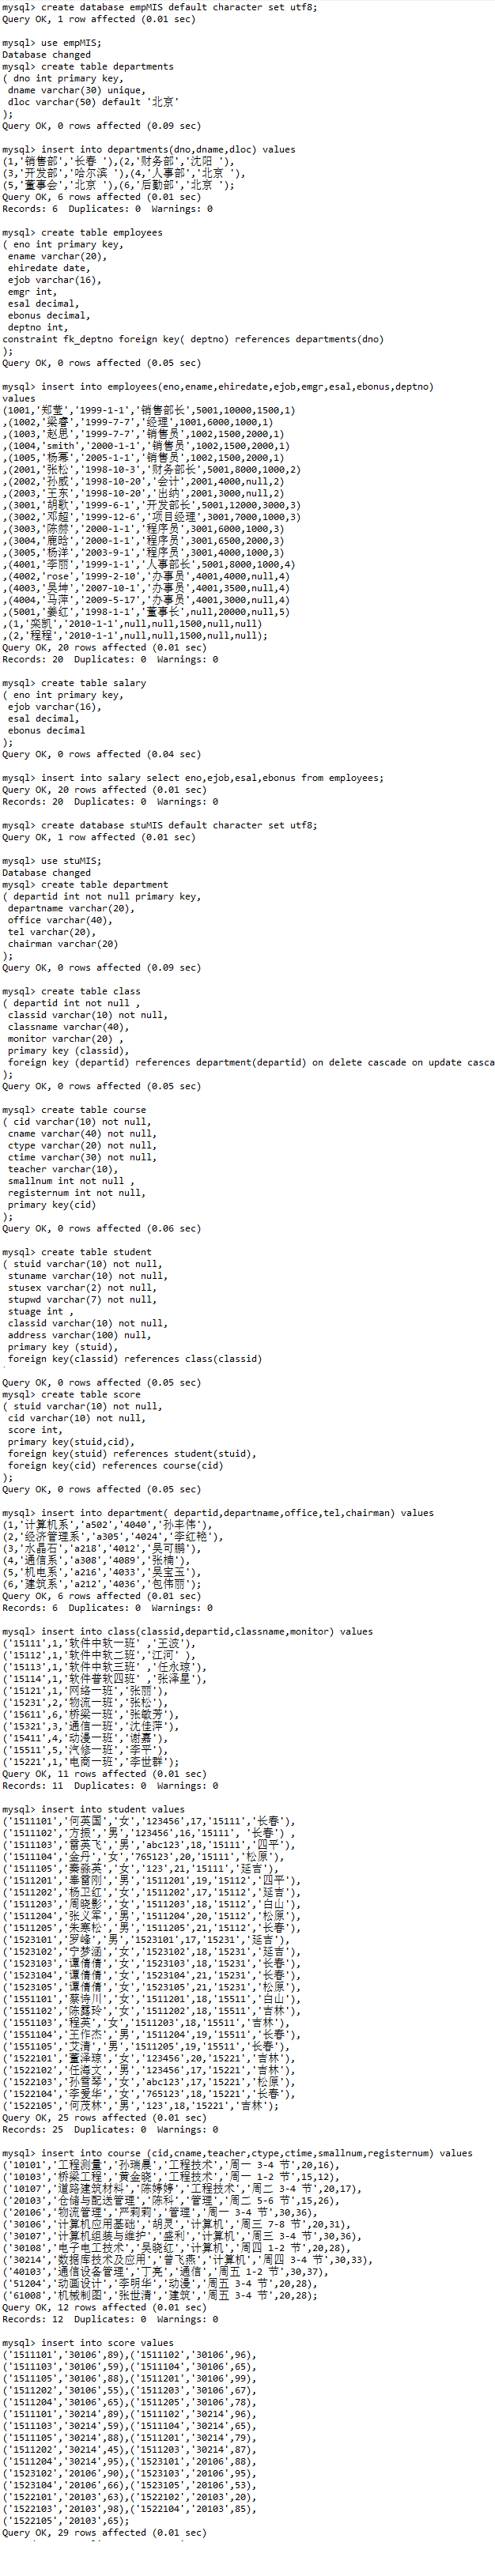 mysql> create database empMIS default character set utf8;
Query OK, 1 row affected (0.01 sec)
mysql> use empMIS;
Database changed
mysql> create table departments
( dno int primary key,
dname varchar(30) unique,
dloc varchar(50) default '北京'
);
Query OK, 0 rows affected (0.09 sec)
mysql> insert into departments(dno,dname,dloc) values
(1,'销售部','长春 '),(2,'财务部','沈阳 '),
(3,'开发部','哈尔滨 '),(4,'人事部','北京 '),
(5,'董事会','北京 '),(6,'后勤部','北京 ');
Query OK, 6 rows affected (0.01 sec)
Records: 6  Duplicates: 0  Warnings: 0
mysql> create table employees
( eno int primary key,
ename varchar(20),
ehiredate date,
ejob varchar(16),
emgr int,
esal decimal,
ebonus decimal,
deptno int,
constraint fk_deptno foreign key( deptno) references departments(dno)
);
Query OK, 0 rows affected (0.05 sec)
mysql> insert into employees(eno,ename,ehiredate,ejob,emgr,esal,ebonus,deptno)
values
(1001,'郑莹','1999-1-1','销售部长',5001,10000,1500,1)
,(1002,'梁睿','1999-7-7','经理',1001,6000,1000,1)
,(1003,'赵思','1999-7-7','销售员',1002,1500,2000,1)
,(1004,'smith','2000-1-1','销售员',1002,1500,2000,1)
,(1005,'杨幂','2005-1-1','销售员',1002,1500,2000,1)
,(2001,'张松','1998-10-3','财务部长',5001,8000,1000,2)
,(2002,'孙威','1998-10-20','会计',2001,4000,null,2)
,(2003,'王东','1998-10-20','出纳',2001,3000,null,2)
,(3001,'胡歌','1999-6-1','开发部长',5001,12000,3000,3)
,(3002,'邓超','1999-12-6','项目经理',3001,7000,1000,3)
,(3003,'陈赫','2000-1-1','程序员',3001,6000,1000,3)
,(3004,'鹿晗','2000-1-1','程序员',3001,6500,2000,3)
,(3005,'杨洋','2003-9-1','程序员',3001,4000,1000,3)
,(4001,'李丽','1999-1-1','人事部长',5001,8000,1000,4)
,(4002,'rose','1999-2-10','办事员',4001,4000,null,4)
,(4003,'吴坤','2007-10-1','办事员',4001,3500,null,4)
,(4004,'马萍','2009-5-17','办事员',4001,3000,null,4)
,(5001,'姜红','1998-1-1','董事长',null,20000,null,5)
,(1,'栾凯','2010-1-1',null,null,1500,null,null)
,(2,'程程','2010-1-1',null,null,1500,null,null);
Query OK, 20 rows affected (0.01 sec)
Records: 20  Duplicates: 0  Warnings: 0
mysql> create table salary
( eno int primary key,
ejob varchar(16),
esal decimal,
ebonus decimal
);
Query OK, 0 rows affected (0.04 sec)
mysql> insert into salary select eno,ejob,esal,ebonus from employees;
Query OK, 20 rows affected (0.01 sec)
Records: 20  Duplicates: 0  Warnings: 0
mysql> create database stuMIS default character set utf8;
Query OK, 1 row affected (0.01 sec)
mysql> use stuMIS;
Database changed
mysql> create table department
( departid int not null primary key,
departname varchar(20),
office varchar(40),
tel varchar(20),
chairman varchar(20)
);
Query OK, 0 rows affected (0.09 sec)
mysql> create table class
( departid int not null ,
classid varchar(10) not null,
classname varchar(40),
monitor varchar(20) ,
primary key (classid),
foreign key (departid) references department(departid) on delete cascade on update casca
);
Query OK, 0 rows affected (0.05 sec)
mysql> create table course
( cid varchar(10) not null,
cname varchar(40) not null,
ctype varchar(20) not null,
ctime varchar(30) not null,
teacher varchar(10),
smallnum int not null ,
registernum int not null,
primary key(cid)
);
Query OK, 0 rows affected (0.06 sec)
mysql> create table student
( stuid varchar(10) not null,
stuname varchar(10) not null,
stusex varchar(2) not null,
stupwd varchar(7) not null,
stuage int ,
classid varchar(10) not null,
address varchar(100) null,
primary key (stuid),
foreign key(classid) references class(classid)
Query OK, 0 rows affected (0.05 sec)
mysql> create table score
( stuid varchar(10) not null,
cid varchar(10) not null,
score int,
primary key(stuid,cid),
foreign key(stuid) references student(stuid),
foreign key(cid) references course(cid)
);
Query OK, 0 rows affected (0.05 sec)
mysql> insert into department( departid,departname,office,tel,chairman) values
(1,'计算机系','a502','4040','孙丰伟'),
(2,'经济管理系','a305','4024','李红艳'),
(3,'水晶石','a218','4012','吴可鹏'),
(4,'通信系','a308','4089','张楠'),
(5,'机电系','a216','4033','吴宝玉'),
(6,'建筑系','a212','4036','包伟丽');
Query OK, 6 rows affected (0.01 sec)
Records: 6  Duplicates: 0  Warnings: 0
mysql> insert into class(classid,departid,classname,monitor) values
('15111',1,'软件中软一班' ,'王波'),
('15112',1,'软件中软二班','江河' ),
('15113',1,'软件中软三班' ,'任永琼'),
('15114',1,'软件普软四班' ,'张泽星'),
('15121',1,'网络一班','张丽'),
('15231',2,'物流一班','张松'),
('15611',6,'桥梁一班','张敏芳'),
('15321',3,'通信一班','沈佳萍'),
('15411',4,'动漫一班','谢嘉'),
('15511',5,'汽修一班','李平'),
('15221',1,'电商一班','李世群');
Query OK, 11 rows affected (0.01 sec)
Records: 11  Duplicates: 0  Warnings: 0
mysql> insert into student values
('1511101','何英国','女','123456',17,'15111','长春'),
('1511102','方振','男','123456',16,'15111', '长春') ,
('1511103','雷英飞','男','abc123',18,'15111','四平'),
('1511104','金丹','女','765123',20,'15111','松原'),
('1511105','秦淼英','女','123',21,'15111','延吉'),
('1511201','奉雷刚','男','1511201',19,'15112','四平'),
('1511202','杨卫红','女','1511202',17,'15112','延吉'),
('1511203','周晓影','女','1511203',18,'15112','白山'),
('1511204','张义军','男','1511204',20,'15112','松原'),
('1511205','朱寒松','男','1511205',21,'15112','长春'),
('1523101','罗峰','男','1523101',17,'15231','延吉'),
('1523102','宁梦涵','女','1523102',18,'15231','延吉'),
('1523103','谭倩倩','女','1523103',18,'15231','长春'),
('1523104','谭倩倩','女','1523104',21,'15231','长春'),
('1523105','谭倩倩','女','1523105',21,'15231','松原'),
('1551101','蔡诗川','女','1511201',18,'15511','白山'),
('1551102','陈露玲','女','1511202',18,'15511','吉林'),
('1551103','程英','女','1511203',18,'15511','吉林'),
('1551104','王作杰','男','1511204',19,'15511','长春'),
('1551105','艾清','男','1511205',19,'15511','长春'),
('1522101','董泽琼','女','123456',20,'15221','吉林'),
('1522102','任海文','男','123456',17,'15221','吉林'),
('1522103','孙雪琴','女','abc123',17,'15221','松原'),
('1522104','李爱华','女','765123',18,'15221','长春'),
('1522105','何茂林','男','123',18,'15221','吉林');
Query OK, 25 rows affected (0.01 sec)
Records: 25  Duplicates: 0  Warnings: 0
mysql> insert into course (cid,cname,teacher,ctype,ctime,smallnum,registernum) values
('10101','工程测量','孙瑞晨','工程技术','周一 3-4 节',20,16),
('10103','桥梁工程','黄金晓','工程技术','周一 1-2 节',15,12),
('10107','道路建筑材料','陈婷婷','工程技术','周二 3-4 节',20,17),
('20103','仓储与配送管理','陈科','管理','周二 5-6 节',15,26),
('20106','物流管理','严莉莉','管理','周一 3-4 节',30,36),
('30106','计算机应用基础','胡灵','计算机','周三 7-8 节',20,31),
('30107','计算机组装与维护','盛利','计算机','周三 3-4 节',30,36),
('30108','电子电工技术','吴晓红','计算机','周四 1-2 节',20,28),
('30214','数据库技术及应用','曾飞燕','计算机','周四 3-4 节',30,33),
('40103','通信设备管理','丁亮','通信','周五 1-2 节',30,37),
('51204','动画设计','李明华','动漫','周五 3-4 节',20,28),
('61008','机械制图','张世清','建筑','周五 3-4 节',20,28);
Query OK, 12 rows affected (0.01 sec)
Records: 12  Duplicates: 0  Warnings: 0
mysql> insert into score values
('1511101','30106',89),('1511102','30106',96),
('1511103','30106',59),('1511104','30106',65),
('1511105','30106',88),('1511201','30106',99),
('1511202','30106',55),('1511203','30106',67),
('1511204','30106',65),('1511205','30106',78),
('1511101','30214',89),('1511102','30214',96),
('1511103','30214',59),('1511104','30214',65),
('1511105','30214',88),('1511201','30214',79),
('1511202','30214',45),('1511203','30214',87),
('1511204','30214',95),('1523101','20106',88),
('1523102','20106',90),('1523103','20106',95),
('1523104','20106',66),('1523105','20106',53),
('1522101','20103',63),('1522102','20103',20),
('1522103','20103',98),('1522104','20103',85),
('1522105','20103',65);
Query OK, 29 rows affected (0.01 sec)